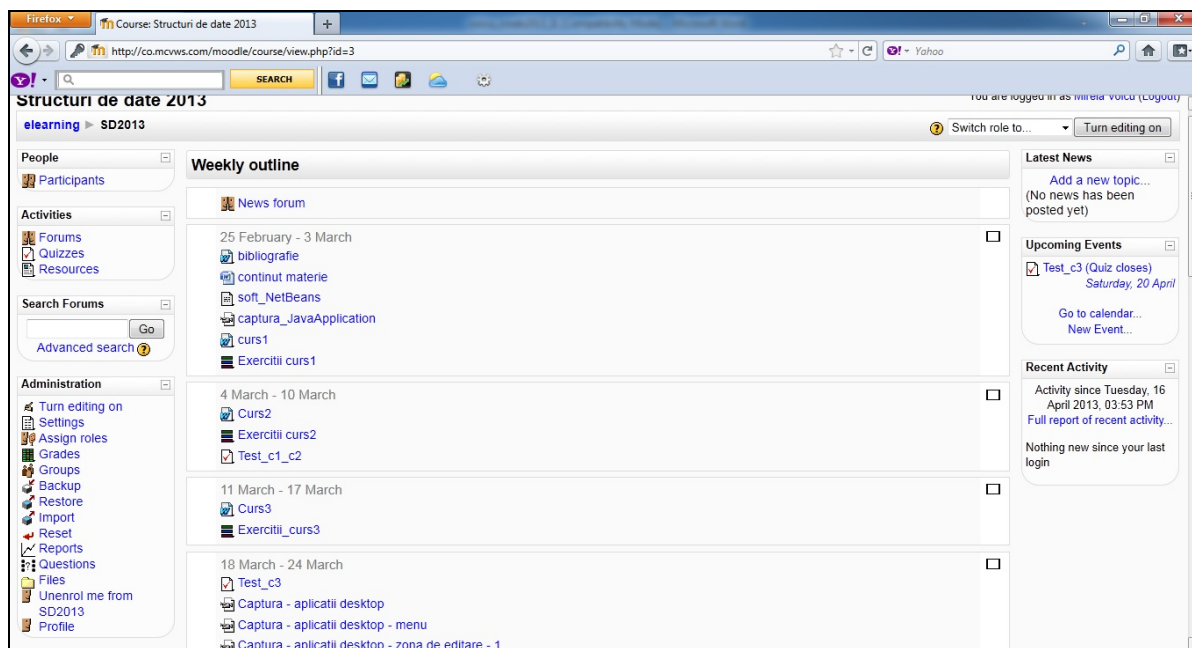 Firefox
Course: Structuri de date 2013
http://co.mcvws.com/moodle/course/view.php?id=3
Yahoo
SEARCH
Structuri de date 2013
You are logged in as Mirela Voicu (Logout)
elearning ► SD2013
Switch role to...
Turn editing on
People
Participants
Activities
Forums
Quizzes
Resources
Search Forums
Go
Advanced search
Administration
Turn editing on
Settings
Assign roles
Grades
Groups
Backup
Restore
Import
Reset
Reports
Questions
Files
Unenrol me from
SD2013
Profile
Weekly outline
News forum
25 February - 3 March
bibliografie
continut materie
soft_NetBeans
captura_JavaApplication
curs1
Exercitii curs1
4 March - 10 March
Curs2
Exercitii curs2
Test_c1_c2
11 March - 17 March
Curs3
Exercitii_curs3
18 March - 24 March
Test_c3
Captura - aplicatii desktop
Captura - aplicatii desktop - menu
Captura - aplicatii desktop - zona de editare - 1
Latest News
Add a new topic...
(No news has been
posted yet)
Upcoming Events
Test_c3 (Quiz closes)
Saturday, 20 April
Go to calendar...
New Event...
Recent Activity
Activity since Tuesday, 16
April 2013, 03:53 PM
Full report of recent activity...
Nothing new since your last
login